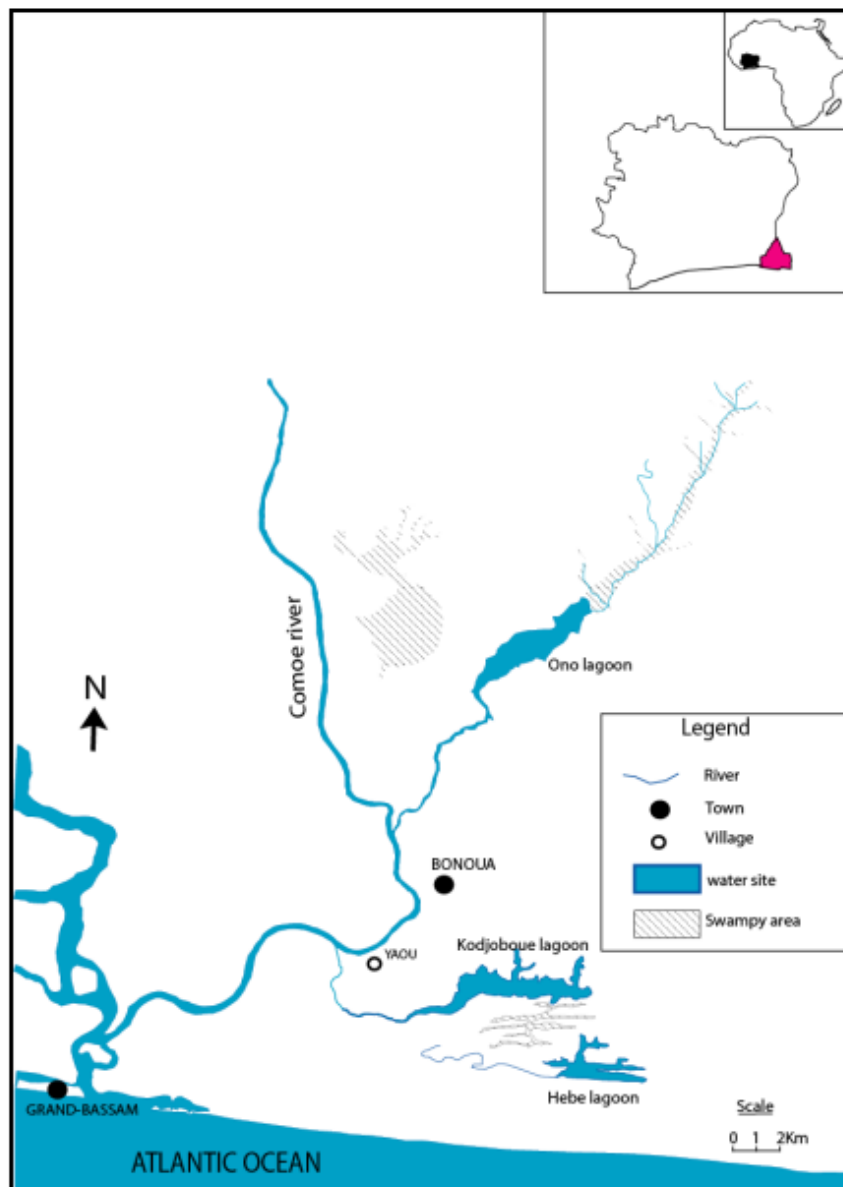 Comoe river
Ono lagoon
N
Legend
River
Town
Village
water site
Swampy area
BONOUA
YAOU
Kodjoboue lagoon
Hebe lagoon
GRAND-BASSAM
Scale
0 1 2Km
ATLANTIC OCEAN